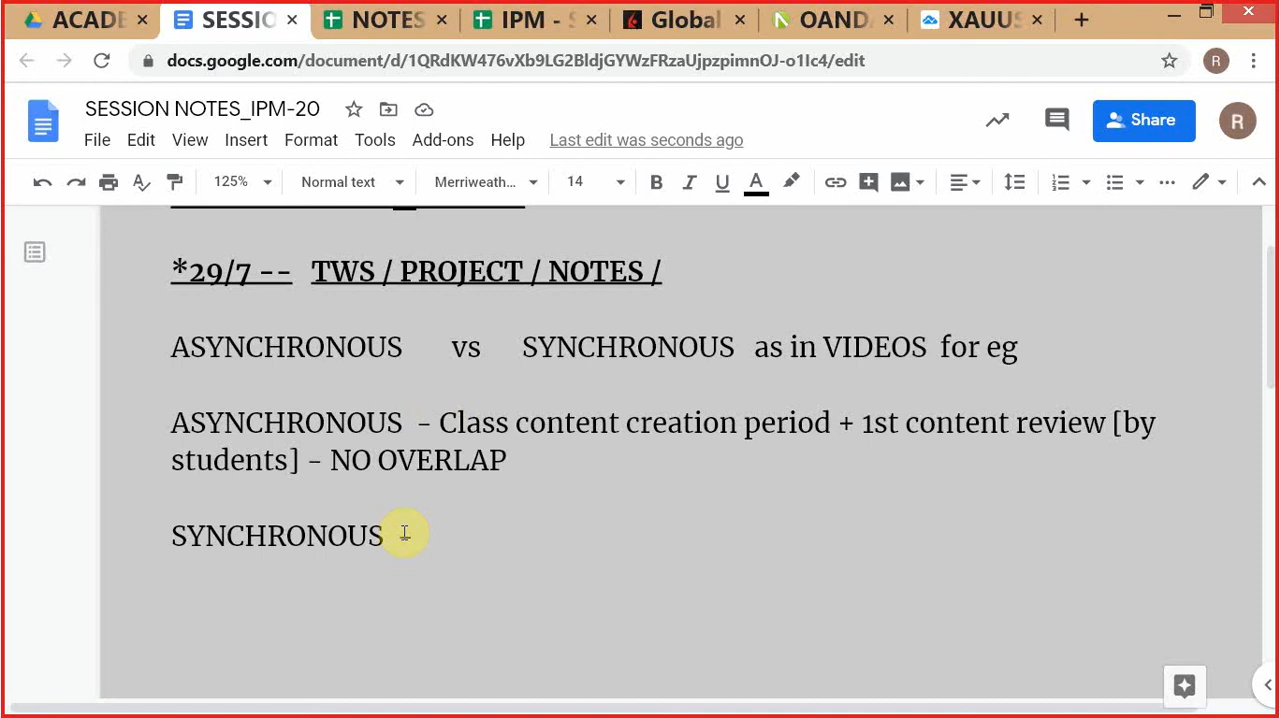 ACADE SESSION NOTES IPM - S Global OANDA XAUUS
docs.google.com/document/d/1QRdKW476vXb9LG2BldjGYWzFRzaUjpzpimnOJ-o1Ic4/edit R
SESSION NOTES_IPM-20
Share R
File Edit View Insert Format Tools Add-ons Help Last edit was seconds ago
125% Normal text Merriweath... 14 B I U A
*29/7 -- TWS / PROJECT / NOTES /
ASYNCHRONOUS vs SYNCHRONOUS as in VIDEOS for eg
ASYNCHRONOUS - Class content creation period + 1st content review [by
students] - NO OVERLAP
SYNCHRONOUS